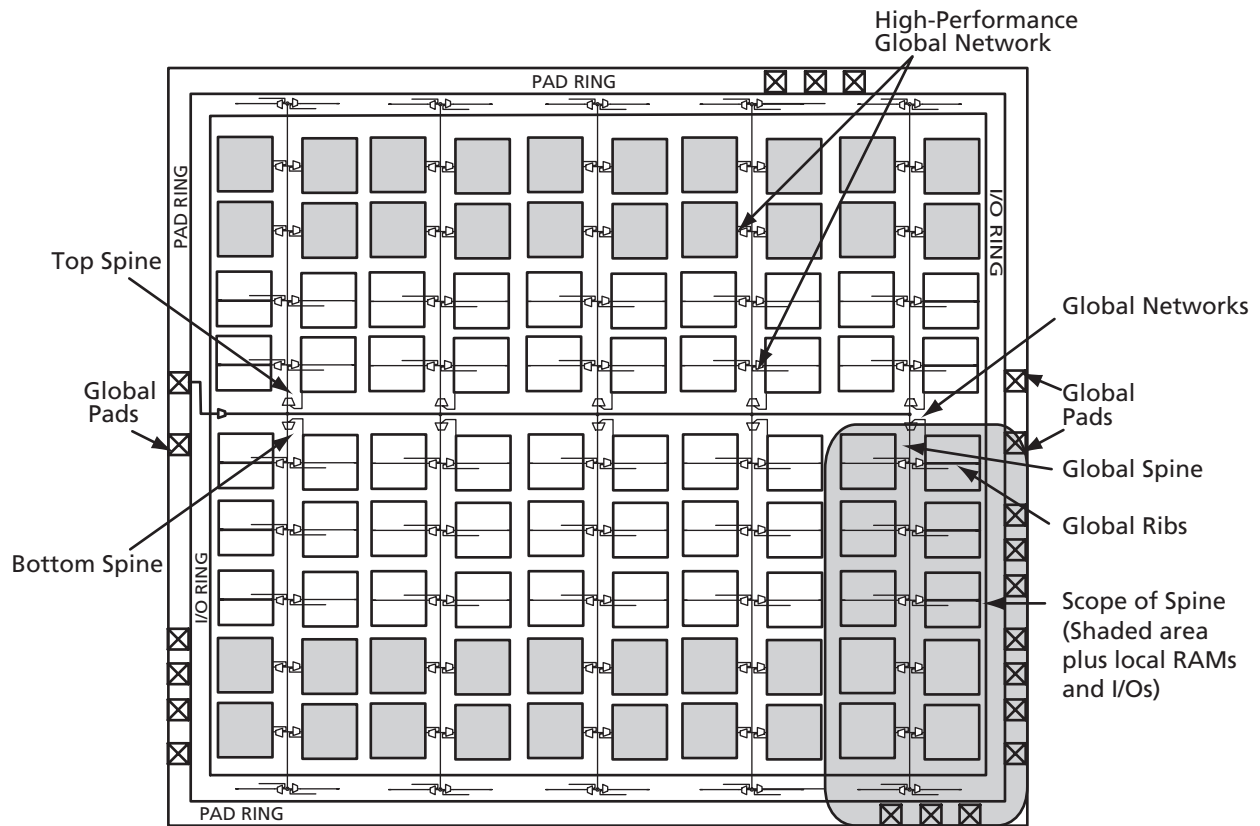 High-Performance
Global Network
PAD RING
PAD RING
I/O RING
Top Spine
Global Networks
Global
Pads
Global
Pads
Global Spine
Global Ribs
Bottom Spine
I/O RING
Scope of Spine
(Shaded area
plus local RAMs
and I/Os)
PAD RING